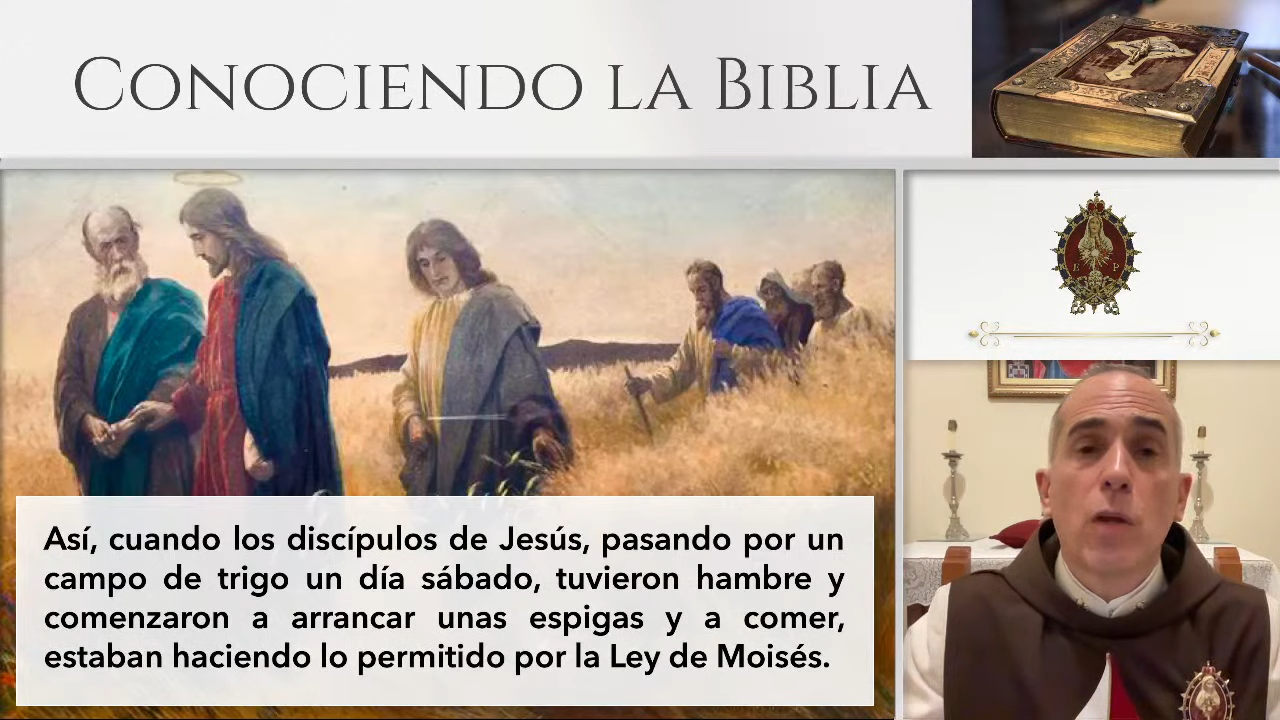 CONOCIENDO LA BIBLIA
E P
Así, cuando los discípulos de Jesús, pasando por un
campo de trigo un día sábado, tuvieron hambre y
comenzaron a arrancar unas espigas y a comer,
estaban haciendo lo permitido por la Ley de Moisés.